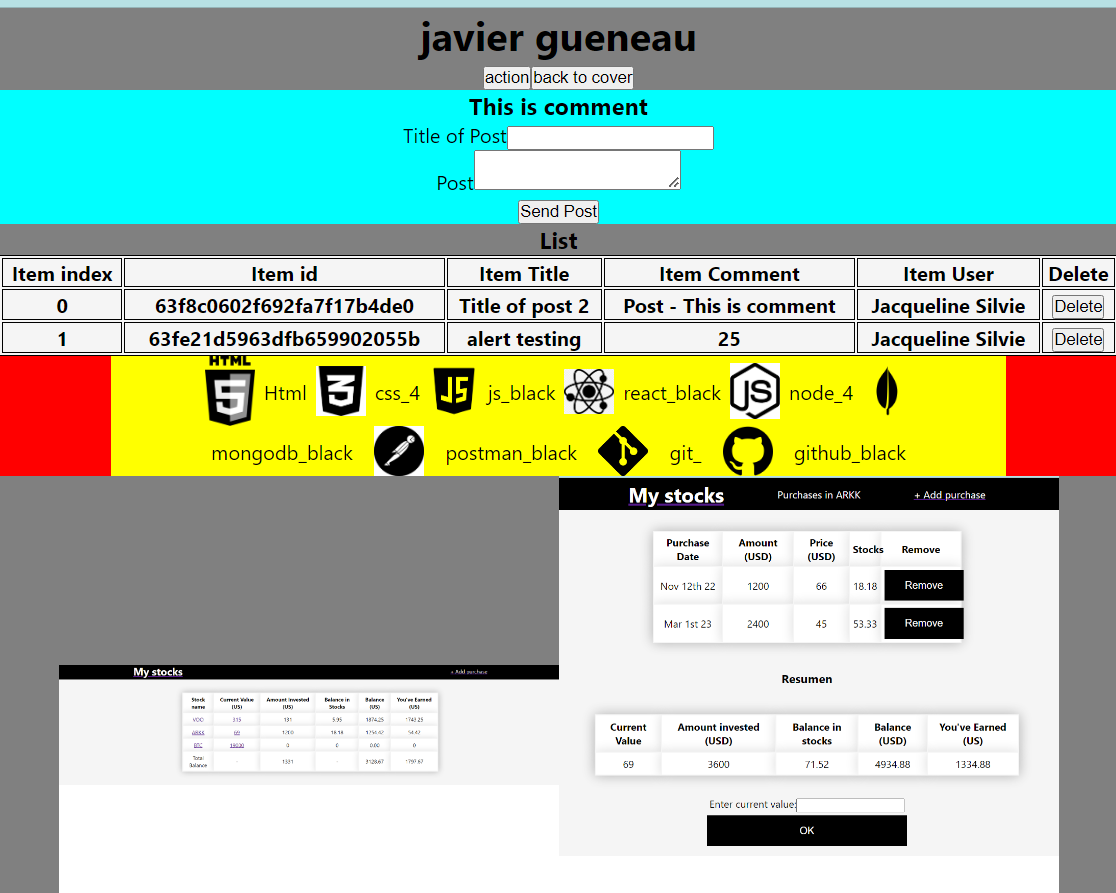 javier gueneau
action back to cover
This is comment
Title of Post
Post
Send Post
List
Item index Item id Item Title Item Comment Item User Delete
0 63f8c0602f692fa7f17b4de0 Title of post 2 Post - This is comment Jacqueline Silvie Delete
1 63fe21d5963dfb659902055b alert testing 25 Jacqueline Silvie Delete
HTML 5 Html 3 css_4 JS js_black react_black JS node_4
mongodb_black postman_black git_ github_black
My stocks + Add purchase
Stock name Current Value (US) Amount Invested (US) Balance in Stocks Balance (US) You've Earned (US)
VOO 315 131 5.95 1874.25 1743.25
ARKK 69 1200 18.18 1254.42 54.42
BTC 19000 0 0 0.00 0
Total Balance - 1331 - 3128.67 1797.67
My stocks Purchases in ARKK + Add purchase
Purchase Date Amount (USD) Price (USD) Stocks Remove
Nov 12th 22 1200 66 18.18 Remove
Mar 1st 23 2400 45 53.33 Remove
Resumen
Current Value Amount invested (USD) Balance in stocks Balance (USD) You've Earned (US)
69 3600 71.52 4934.88 1334.88
Enter current value:
OK